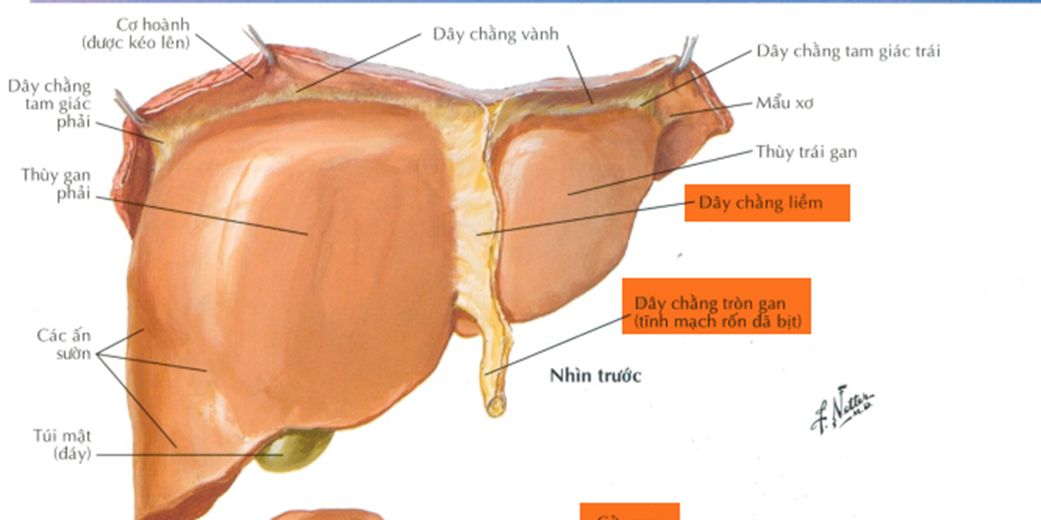 Cơ hoành
(được kéo lên)
Dây chằng vành
Dây chằng tam giác trái
Dây chằng
tam giác
phải
Mẩu xơ
Thùy trái gan
Thùy gan
phải
Dây chằng liềm
Dây chằng tròn gan
(tĩnh mạch rốn đã bịt)
Các ấn
sườn
Nhìn trước
Túi mật
(đáy)
F. Netter